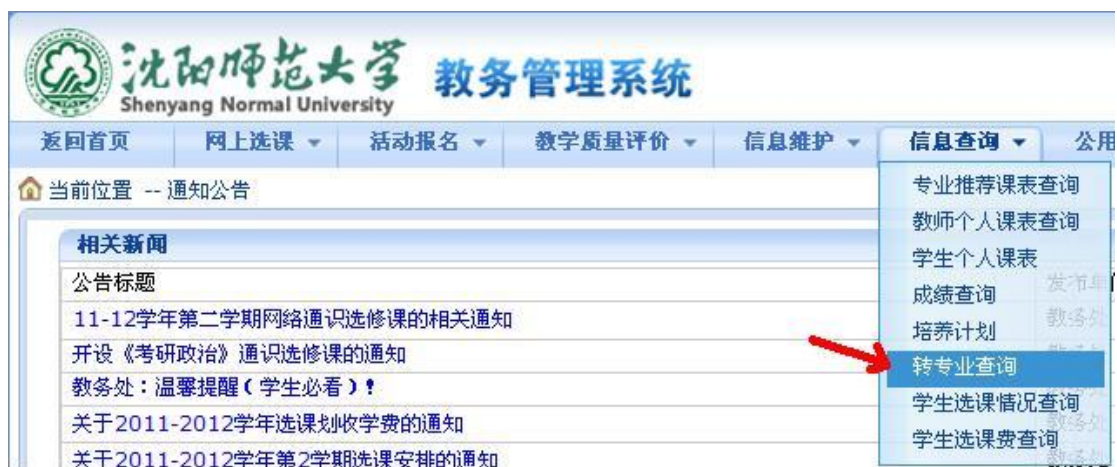 沈阳师范大学 教务管理系统
Shenyang Normal University
返回首页 网上选课 活动报名 教学质量评价 信息维护 信息查询 公用
当前位置 -- 通知公告
相关新闻
公告标题
11-12学年第二学期网络通识选修课的相关通知
开设《考研政治》通识选修课的通知
教务处：温馨提醒（学生必看）！
关于2011-2012学年选课划收学费的通知
关于2011-2012学年第2学期选课安排的通知
专业推荐课表查询
教师个人课表查询
学生个人课表
成绩查询
培养计划
转专业查询
学生选课情况查询
学生选课费查询